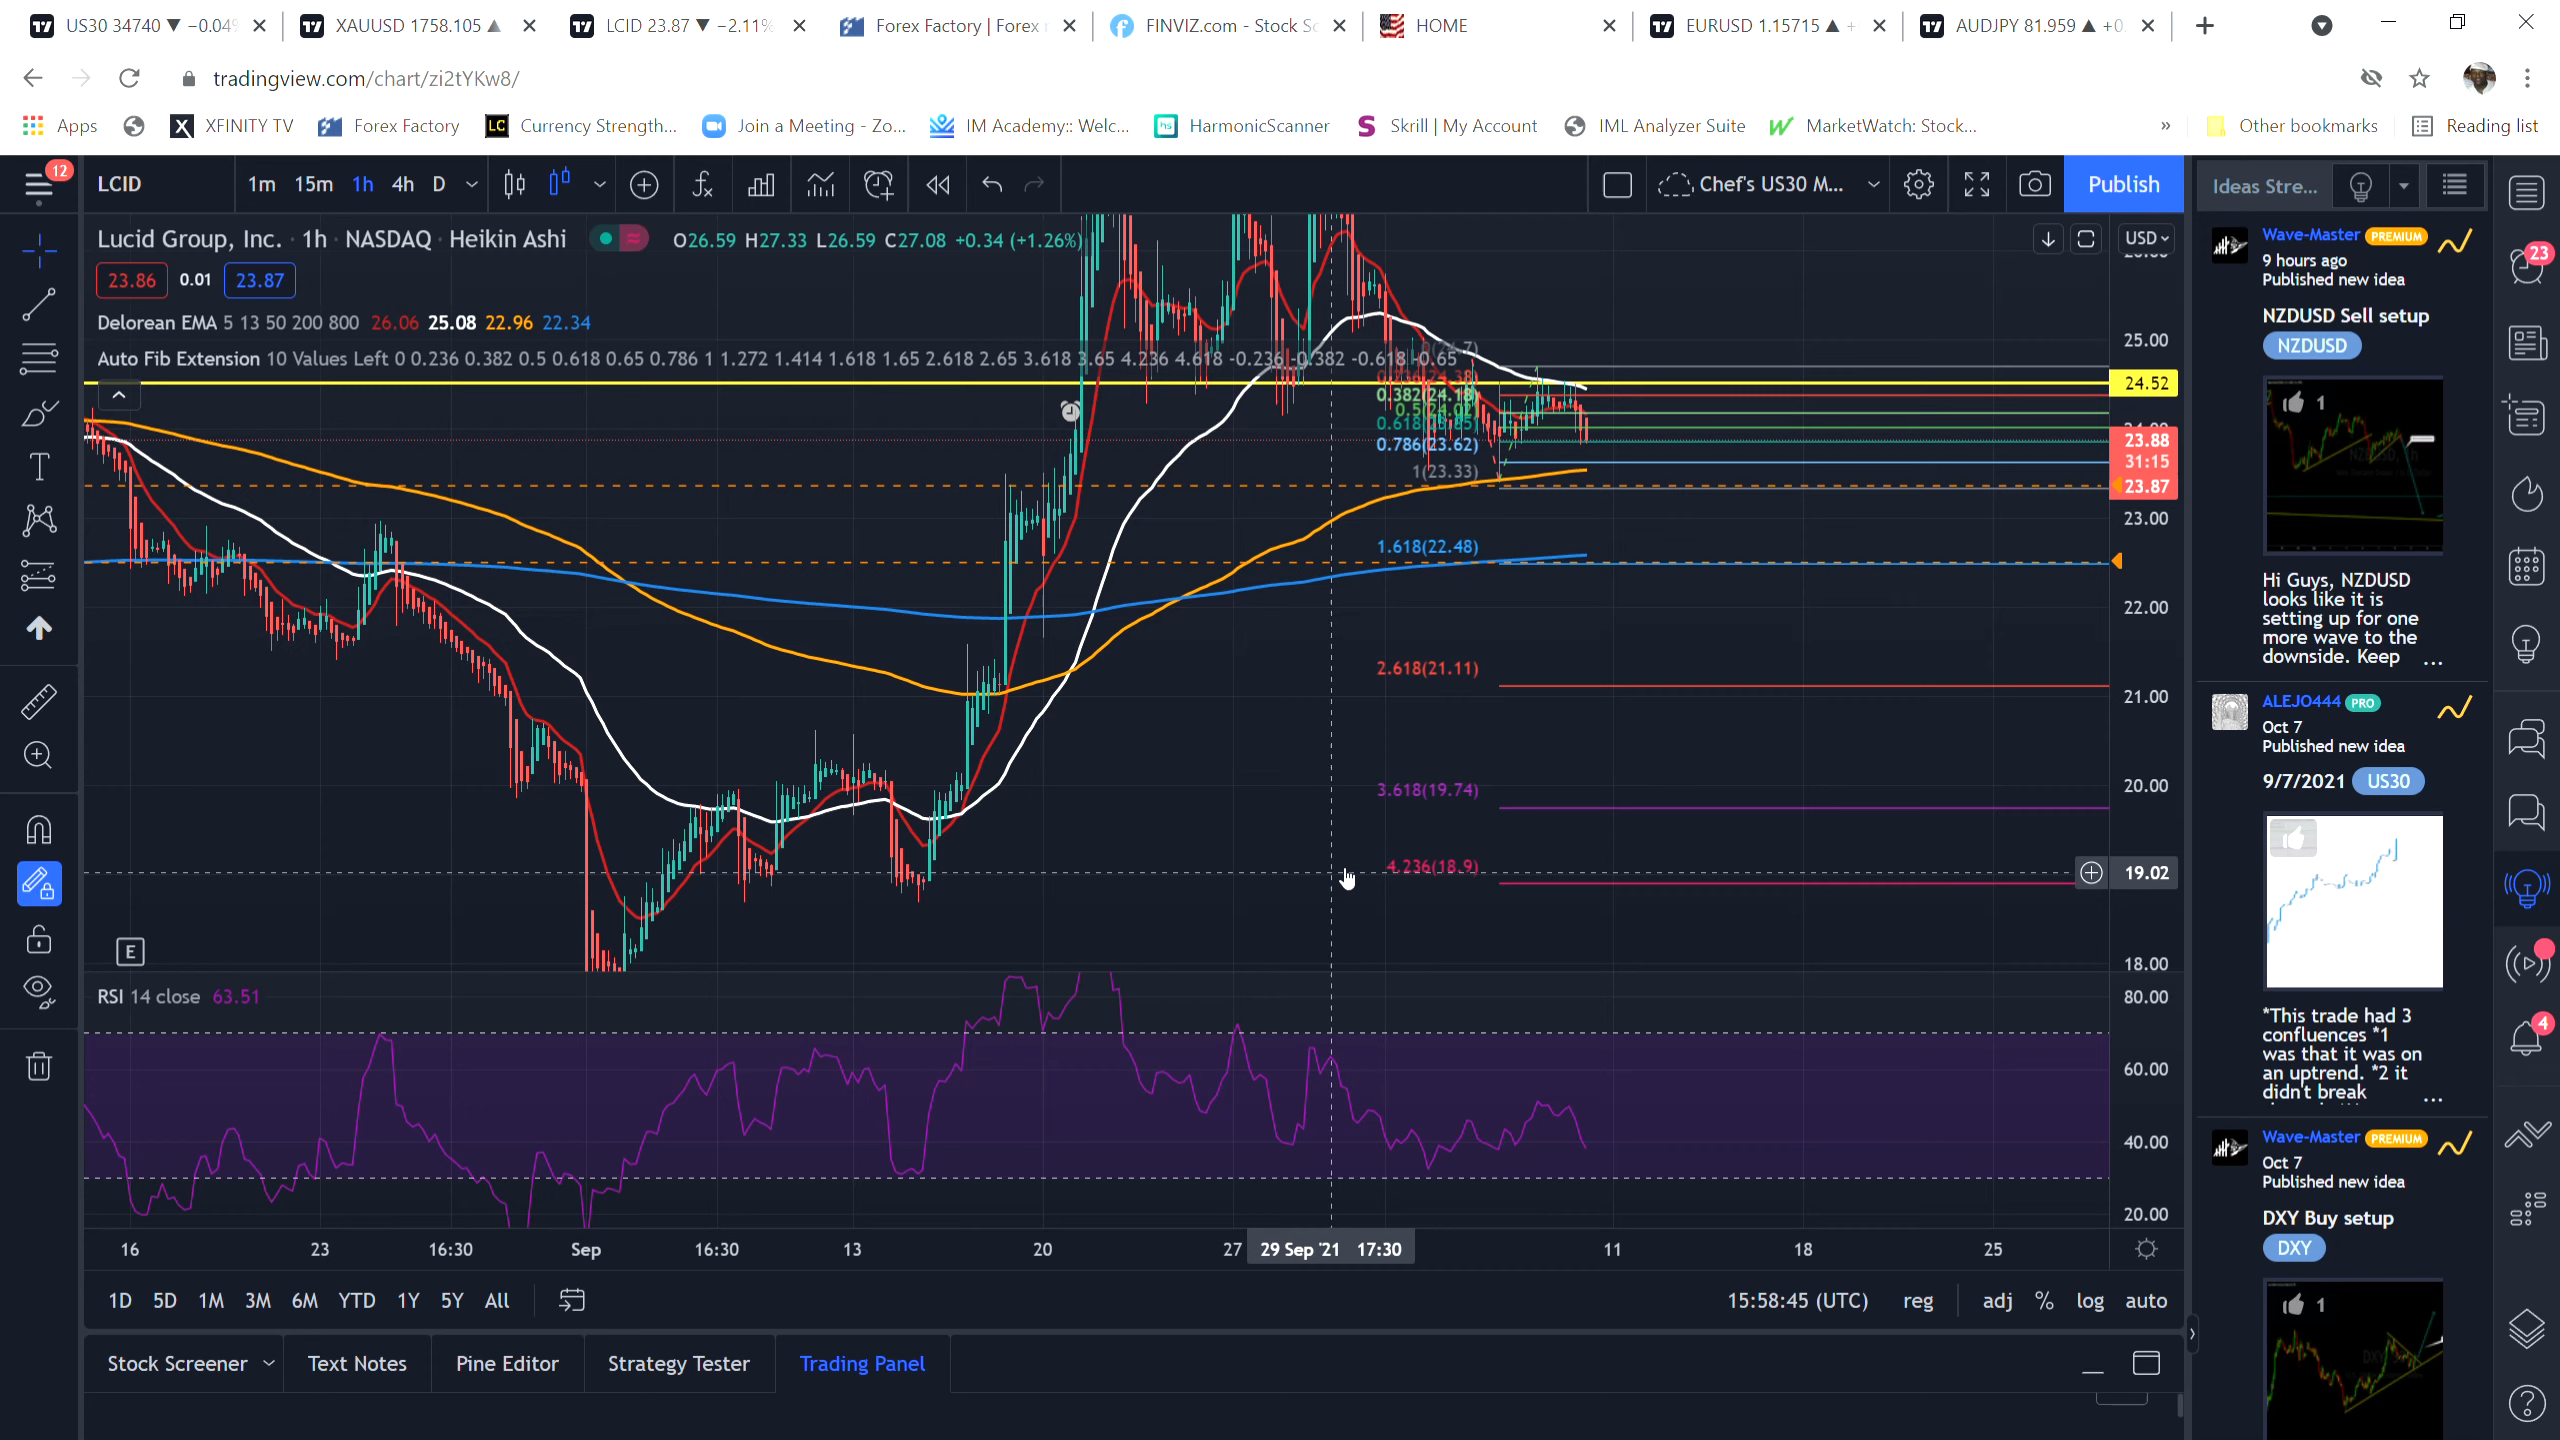 US30 34740 ▼ −0.04%
XAUUSD 1758.105 ▲
LCID 23.87 ▼ −2.11%
Forex Factory | Forex
FINVIZ.com - Stock Sc
HOME
EURUSD 1.15715 ▲ +
AUDJPY 81.959 ▲ +0
tradingview.com/chart/zi2tYKw8/
Apps
XFINITY TV
Forex Factory
LC Currency Strength...
Join a Meeting - Zo...
IM Academy:: Welc...
hs HarmonicScanner
Skrill | My Account
IML Analyzer Suite
MarketWatch: Stock...
»
Other bookmarks
Reading list
12
LCID
1m 15m 1h 4h D
Chef's US30 M...
Publish
Ideas Stre...
Lucid Group, Inc. · 1h · NASDAQ · Heikin Ashi
O26.59 H27.33 L26.59 C27.08 +0.34 (+1.26%)
USD
23.86 0.01 23.87
Delorean EMA 5 13 50 200 800 26.06 25.08 22.96 22.34
Auto Fib Extension 10 Values Left 0 0.236 0.382 0.5 0.618 0.65 0.786 1 1.272 1.414 1.618 1.65 2.618 2.65 3.618 3.65 4.236 4.618 -0.236 -0.382 -0.618 -0.65
0.236(24.38)
0.382(24.18)
0.5(24.02)
0.786(23.62)
1(23.33)
1.618(22.48)
2.618(21.11)
3.618(19.74)
4.236(18.9)
25.00
24.52
23.88
31:15
23.87
23.00
22.00
21.00
20.00
19.02
18.00
E
RSI 14 close 63.51
80.00
60.00
40.00
20.00
16 23 16:30 Sep 16:30 13 20 27 29 Sep '21 17:30 11 18 25
1D 5D 1M 3M 6M YTD 1Y 5Y All
15:58:45 (UTC) reg adj % log auto
Stock Screener
Text Notes
Pine Editor
Strategy Tester
Trading Panel
Wave-Master PREMIUM
9 hours ago
Published new idea
NZDUSD Sell setup
NZDUSD
1
Hi Guys, NZDUSD
looks like it is
setting up for one
more wave to the
downside. Keep ...
ALEJO444 PRO
Oct 7
Published new idea
9/7/2021 US30
*This trade had 3
confluences *1
was that it was on
an uptrend. *2 it
didn't break ...
Wave-Master PREMIUM
Oct 7
Published new idea
DXY Buy setup
DXY
1
23
4